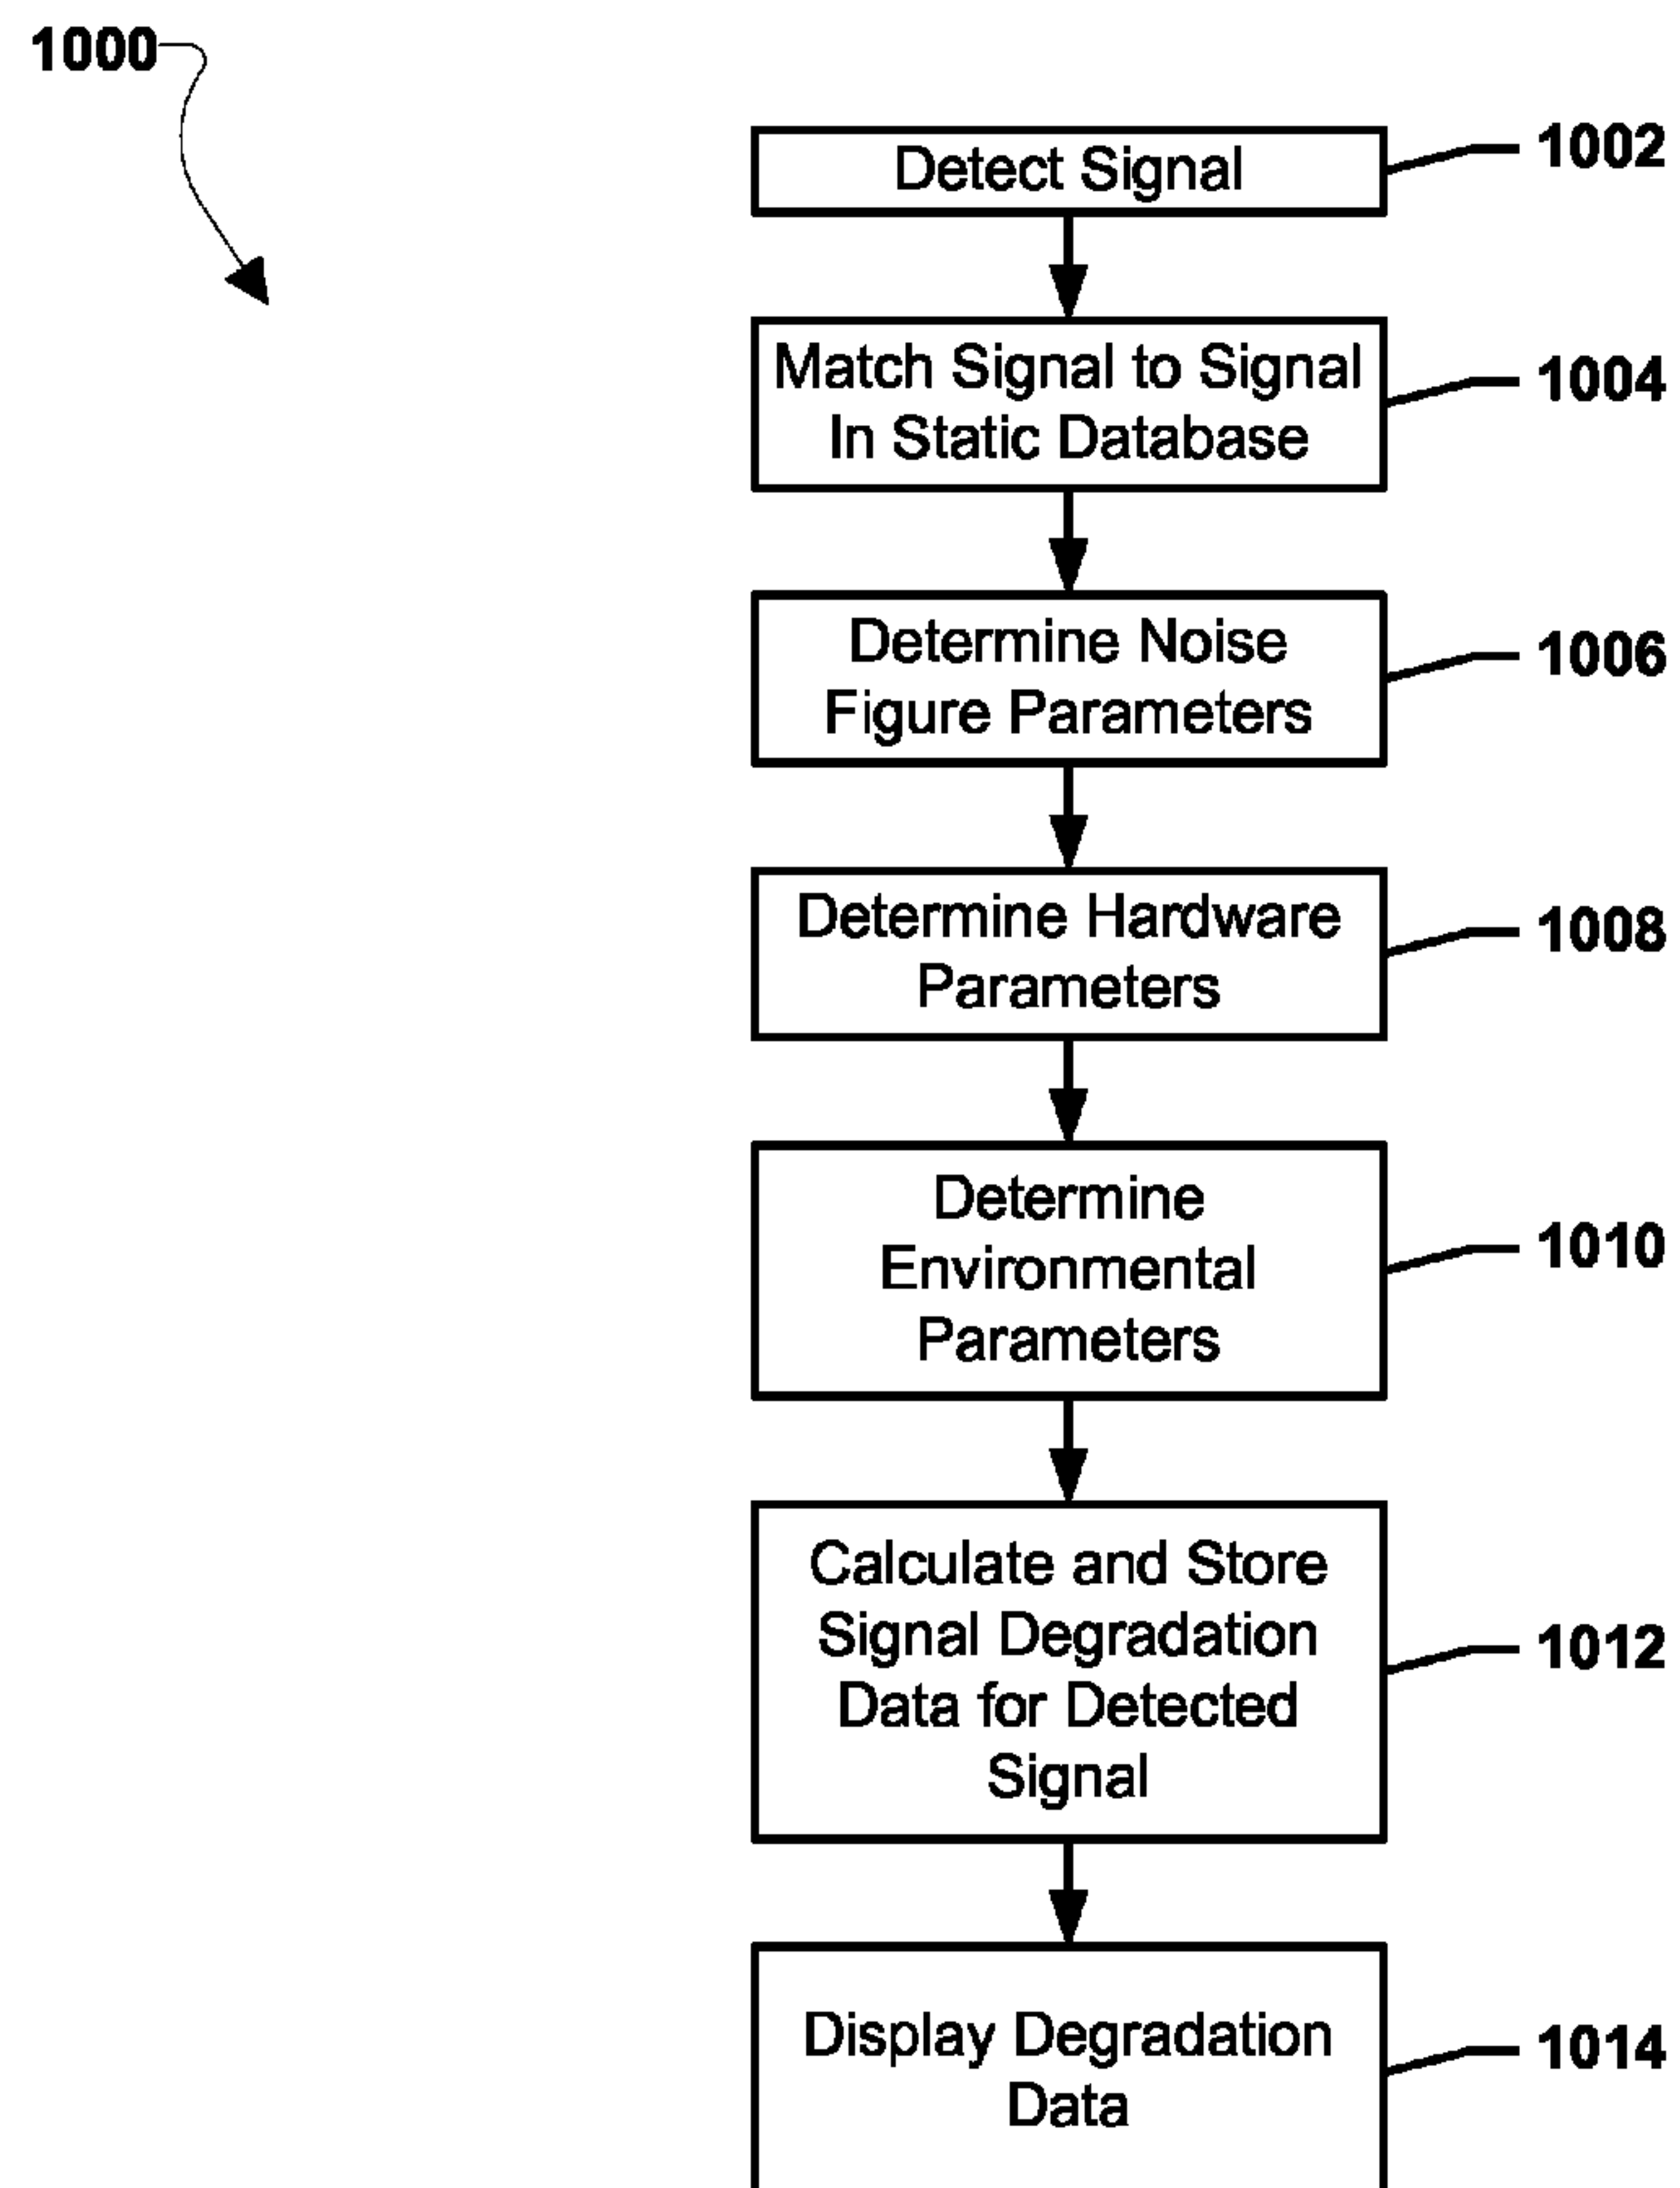 1000
Detect Signal
1002
Match Signal to Signal
In Static Database
1004
Determine Noise
Figure Parameters
1006
Determine Hardware
Parameters
1008
Determine
Environmental
Parameters
1010
Calculate and Store
Signal Degradation
Data for Detected
Signal
1012
Display Degradation
Data
1014